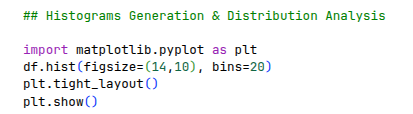 ## Histograms Generation & Distribution Analysis
import matplotlib.pyplot as plt
df.hist(figsize=(14,10), bins=20)
plt.tight_layout()
plt.show()